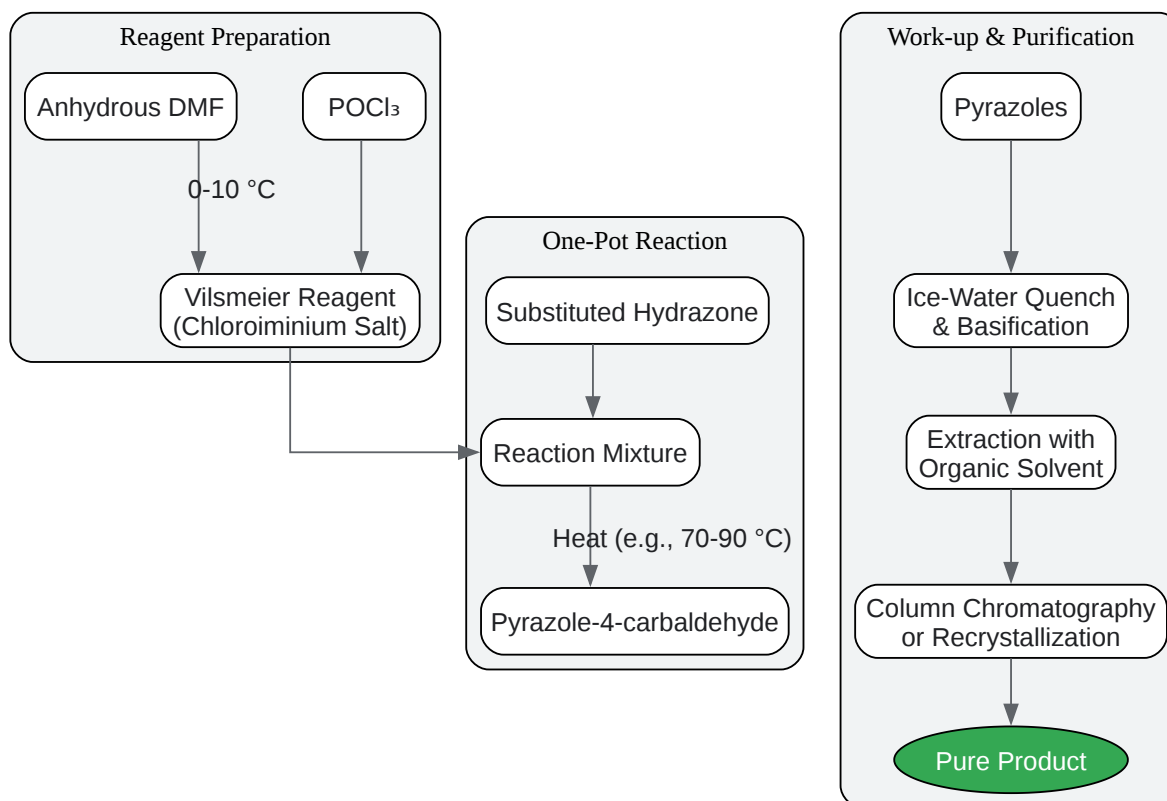 Reagent Preparation
Anhydrous DMF
POCl₃
0-10 °C
Vilsmeier Reagent
(Chloroiminium Salt)
One-Pot Reaction
Substituted Hydrazone
Reaction Mixture
Heat (e.g., 70-90 °C)
Pyrazole-4-carbaldehyde
Work-up & Purification
Pyrazoles
Ice-Water Quench
& Basification
Extraction with
Organic Solvent
Column Chromatography
or Recrystallization
Pure Product